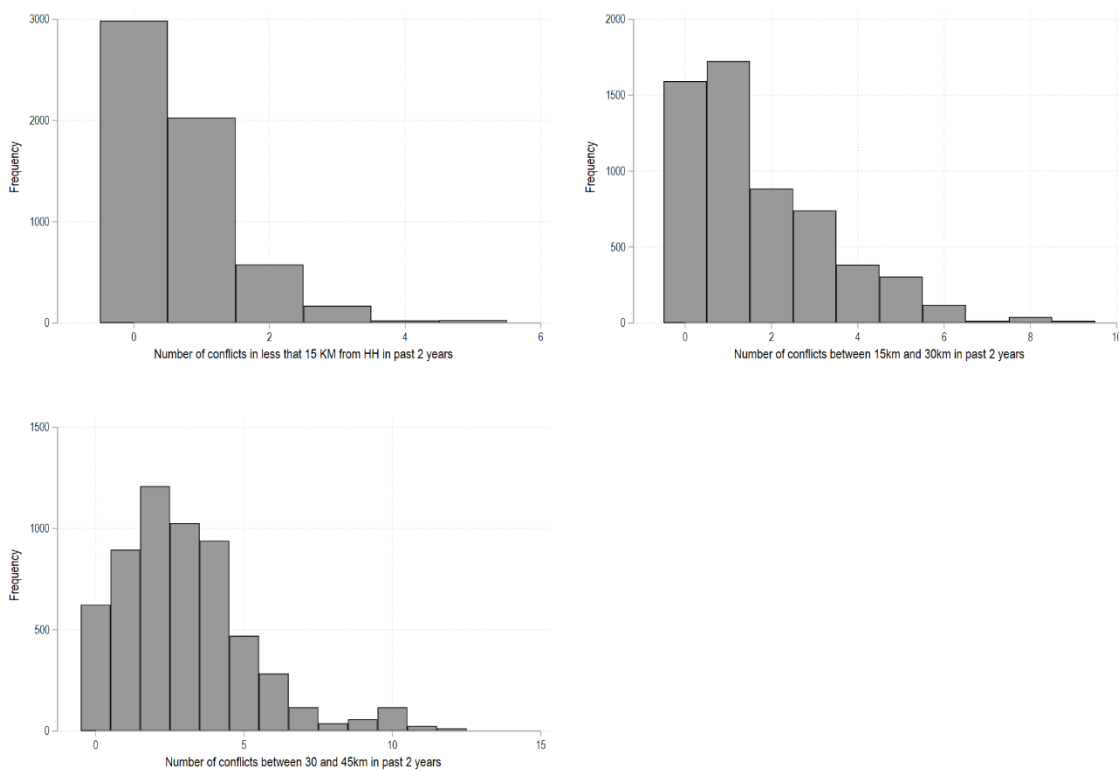 3000
2000
1000
0
Frequency
0 2 4 6
Number of conflicts in less that 15 KM from HH in past 2 years
2000
1500
1000
500
0
Frequency
0 2 4 6 8 10
Number of conflicts between 15km and 30km in past 2 years
1500
1000
500
0
Frequency
0 5 10 15
Number of conflicts between 30 and 45km in past 2 years